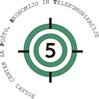 ŠOLSKI CENTER ZA POŠTO, EKONOMIJO IN TELEKOMUNIKACIJE
5